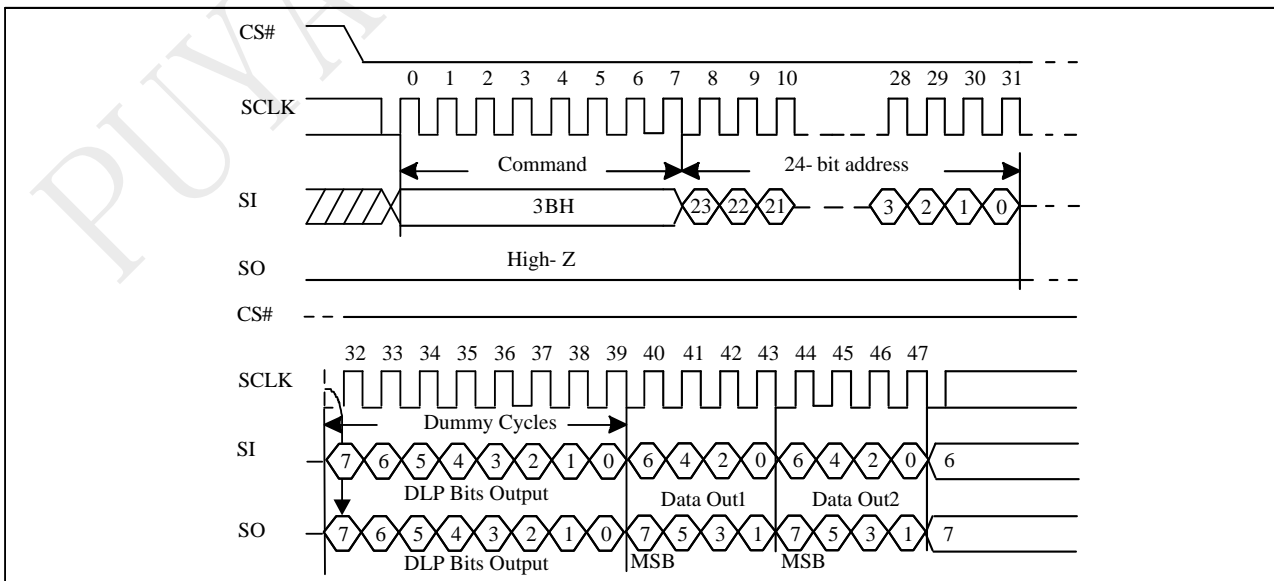 PUYA
CS#
0 1 2 3 4 5 6 7 8 9 10 28 29 30 31
SCLK
Command 24- bit address
SI 3BH 23 22 21 3 2 1 0
SO High- Z
CS#
32 33 34 35 36 37 38 39 40 41 42 43 44 45 46 47
SCLK
Dummy Cycles
SI 7 6 5 4 3 2 1 0 6 4 2 0 6 4 2 0 6
DLP Bits Output Data Out1 Data Out2
SO 7 6 5 4 3 2 1 0 7 5 3 1 7 5 3 1 7
DLP Bits Output MSB MSB